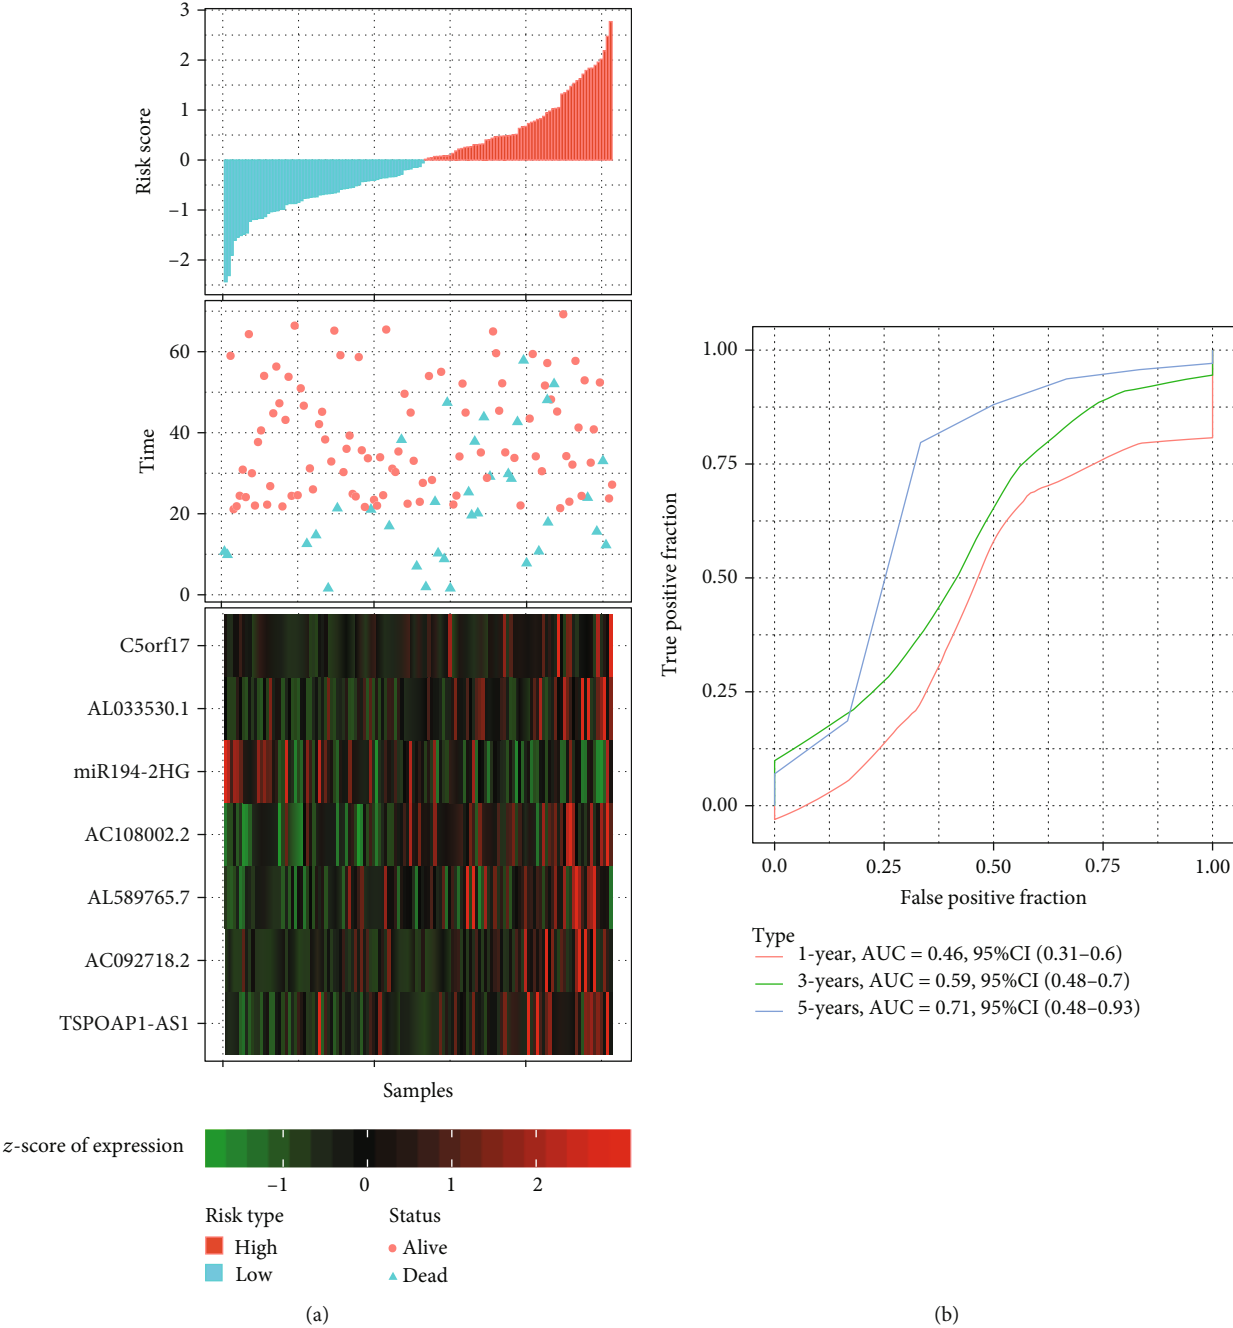 3
2
1
0
−1
−2
Risk score
60
40
20
0
Time
C5orf17
AL033530.1
miR194-2HG
AC108002.2
AL589765.7
AC092718.2
TSPOAP1-AS1
Samples
z-score of expression
−1 0 1 2
Risk type
High
Low
Status
Alive
Dead
(a)
1.00
0.75
0.50
0.25
0.00
True positive fraction
0.0 0.25 0.50 0.75 1.00
False positive fraction
Type
1-year, AUC = 0.46, 95%CI (0.31–0.6)
3-years, AUC = 0.59, 95%CI (0.48–0.7)
5-years, AUC = 0.71, 95%CI (0.48–0.93)
(b)